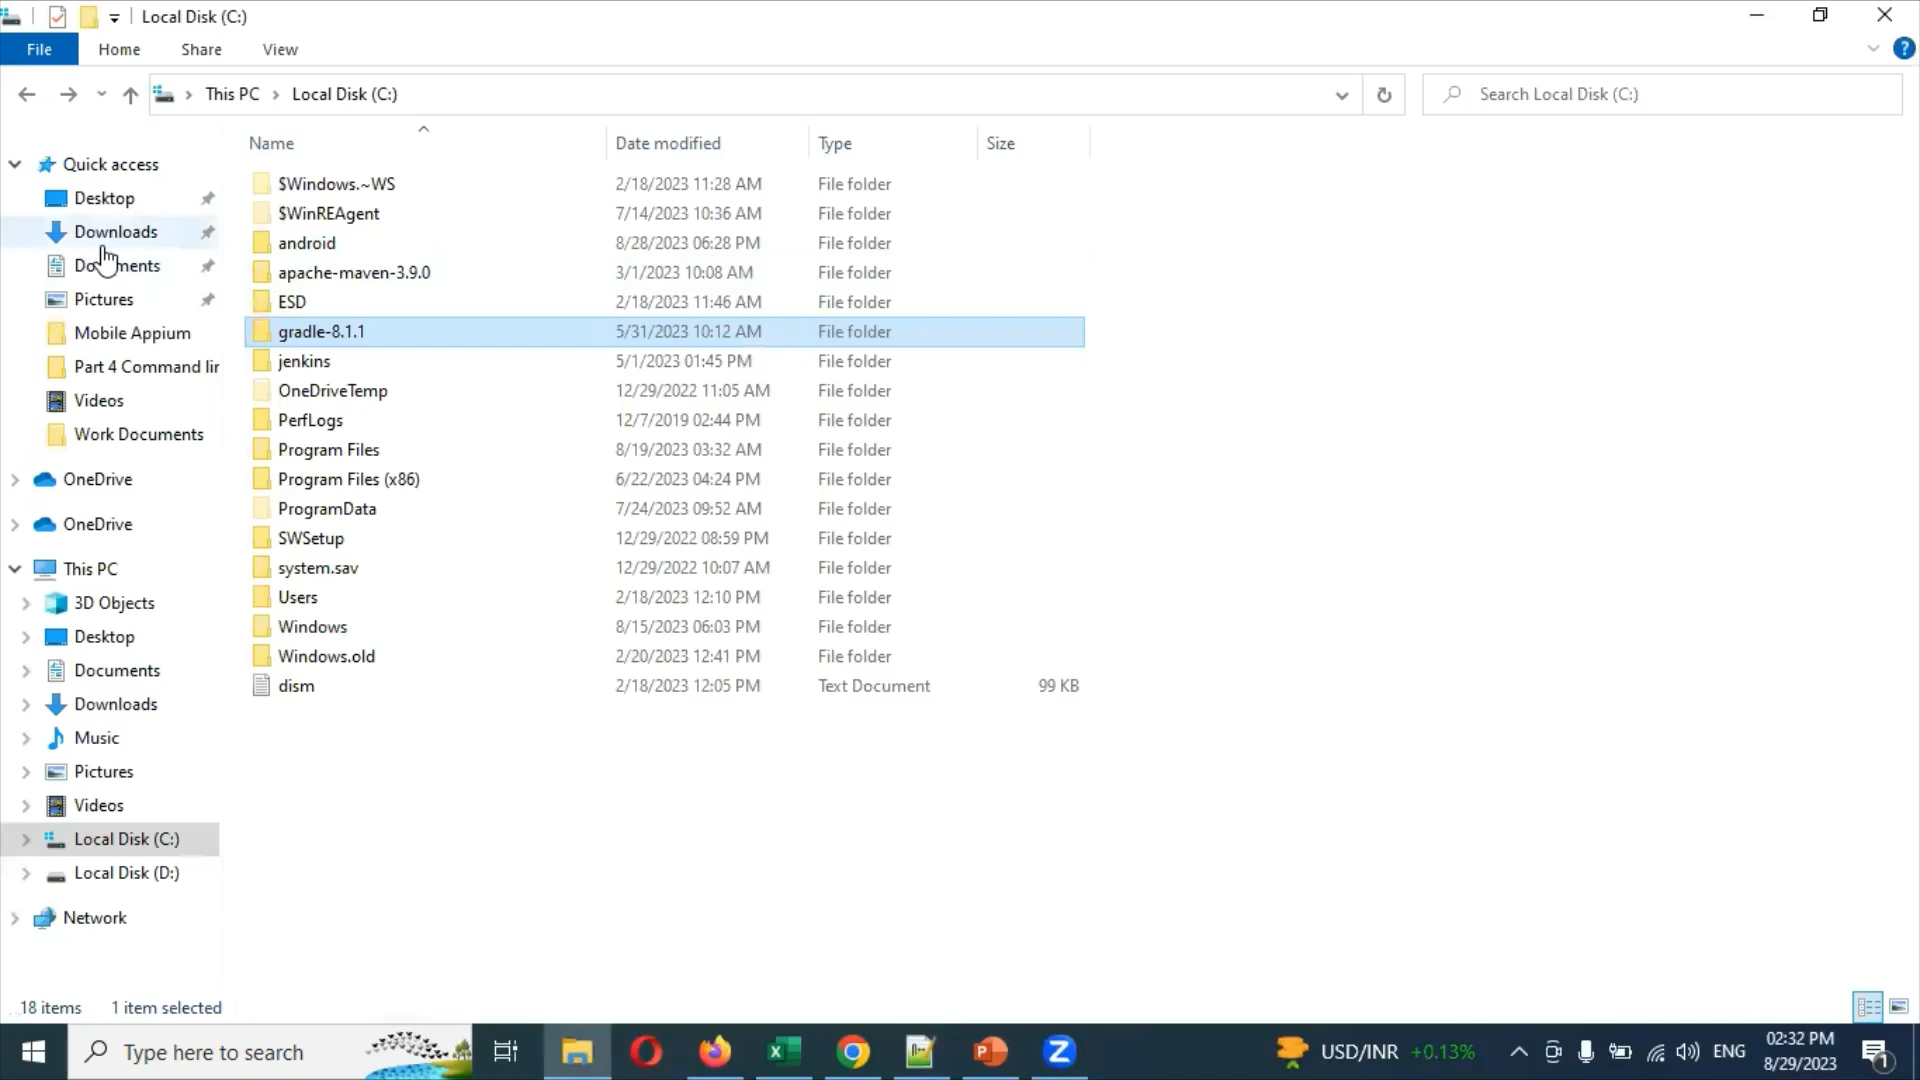 Local Disk (C:)
File Home Share View ?
This PC Local Disk (C:) Search Local Disk (C:)
Name Date modified Type Size
Quick access
Desktop
Downloads
Documents
Pictures
Mobile Appium
Part 4 Command lir
Videos
Work Documents
OneDrive
OneDrive
This PC
3D Objects
Desktop
Documents
Downloads
Music
Pictures
Videos
Local Disk (C:)
Local Disk (D:)
Network
$Windows.~WS 2/18/2023 11:28 AM File folder
$WinREAgent 7/14/2023 10:36 AM File folder
android 8/28/2023 06:28 PM File folder
apache-maven-3.9.0 3/1/2023 10:08 AM File folder
ESD 2/18/2023 11:46 AM File folder
gradle-8.1.1 5/31/2023 10:12 AM File folder
jenkins 5/1/2023 01:45 PM File folder
OneDriveTemp 12/29/2022 11:05 AM File folder
PerfLogs 12/7/2019 02:44 PM File folder
Program Files 8/19/2023 03:32 AM File folder
Program Files (x86) 6/22/2023 04:24 PM File folder
ProgramData 7/24/2023 09:52 AM File folder
SWSetup 12/29/2022 08:59 PM File folder
system.sav 12/29/2022 10:07 AM File folder
Users 2/18/2023 12:10 PM File folder
Windows 8/15/2023 06:03 PM File folder
Windows.old 2/20/2023 12:41 PM File folder
dism 2/18/2023 12:05 PM Text Document 99 KB
18 items 1 item selected
Type here to search USD/INR +0.13% ENG 02:32 PM
8/29/2023 1